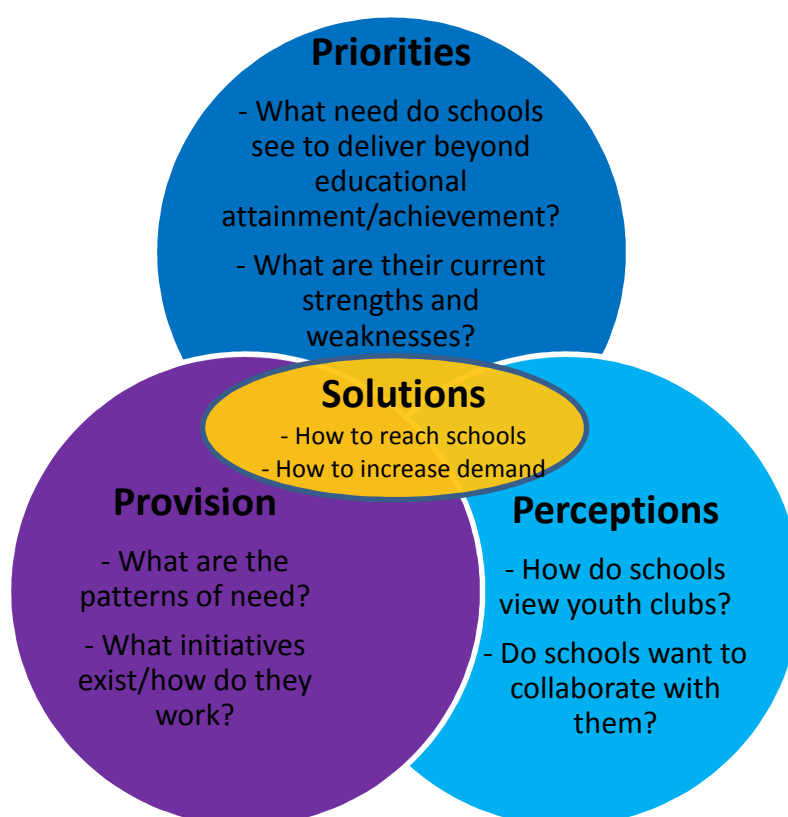 Priorities
- What need do schools
see to deliver beyond
educational
attainment/achievement?
- What are their current
strengths and
weaknesses?
Solutions
- How to reach schools
- How to increase demand
Provision
- What are the
patterns of need?
- What initiatives
exist/how do they
work?
Perceptions
- How do schools
view youth clubs?
- Do schools want to
collaborate with
them?